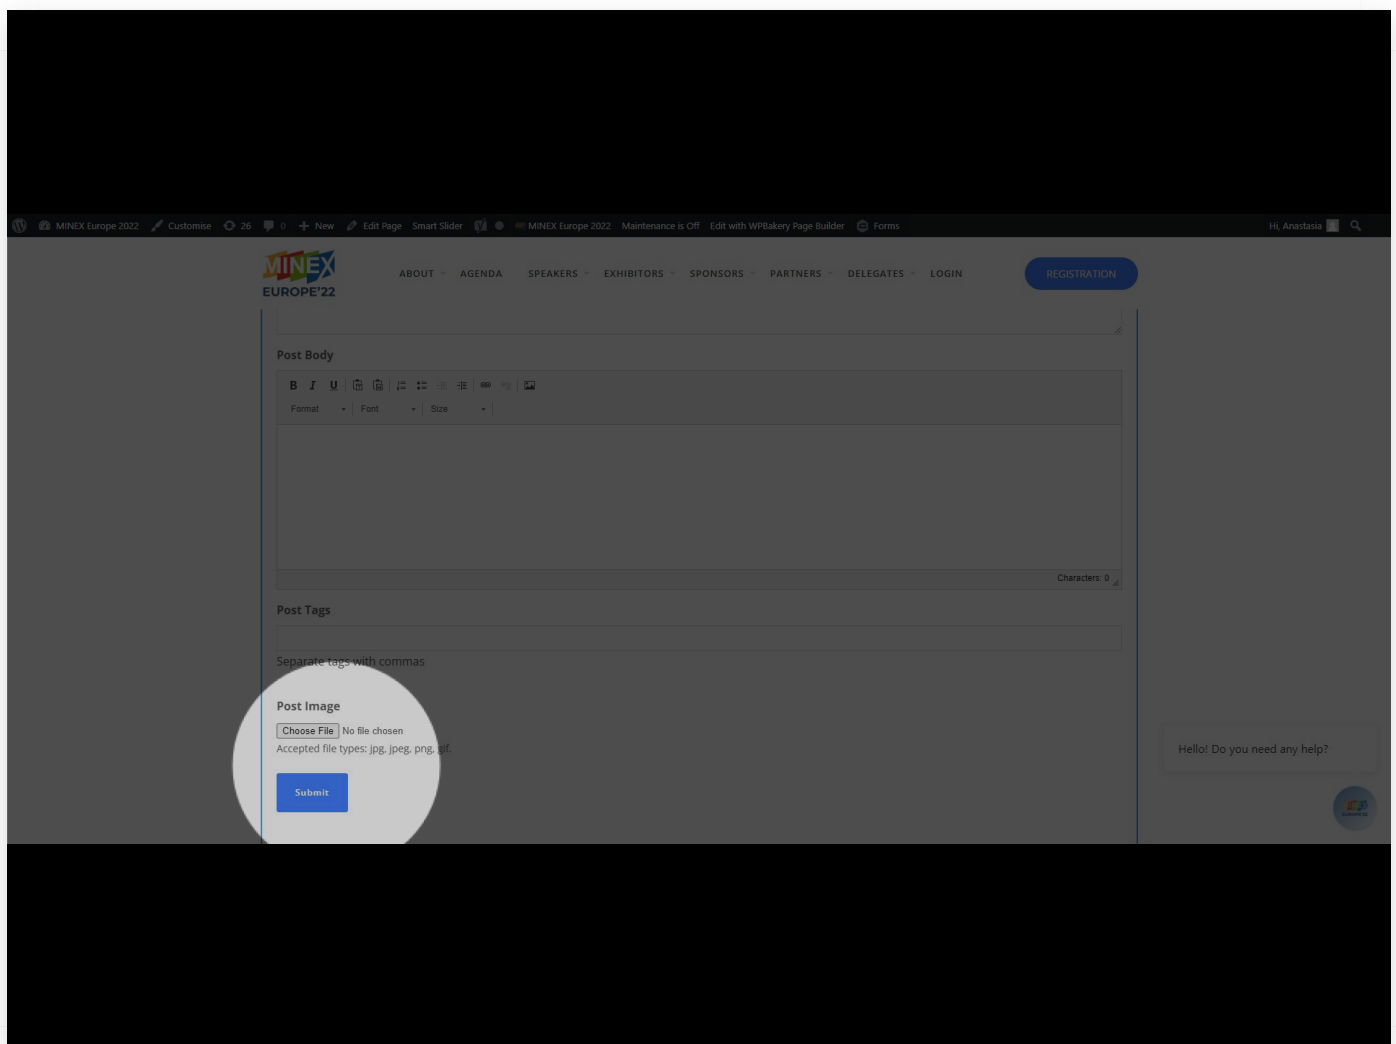 MINEX Europe 2022 Customise 26 0 New Edit Page Smart Slider MINEX Europe 2022 Maintenance is Off Edit with WPBakery Page Builder Forms Hi, Anastasia
MINEX
EUROPE'22
ABOUT AGENDA SPEAKERS EXHIBITORS SPONSORS PARTNERS DELEGATES LOGIN REGISTRATION
Post Body
B I U
Format Font Size
Characters: 0
Post Tags
Separate tags with commas
Post Image
Choose File No file chosen
Accepted file types: jpg, jpeg, png, gif.
Hello! Do you need any help?
Submit
MINEX
EUROPE'22